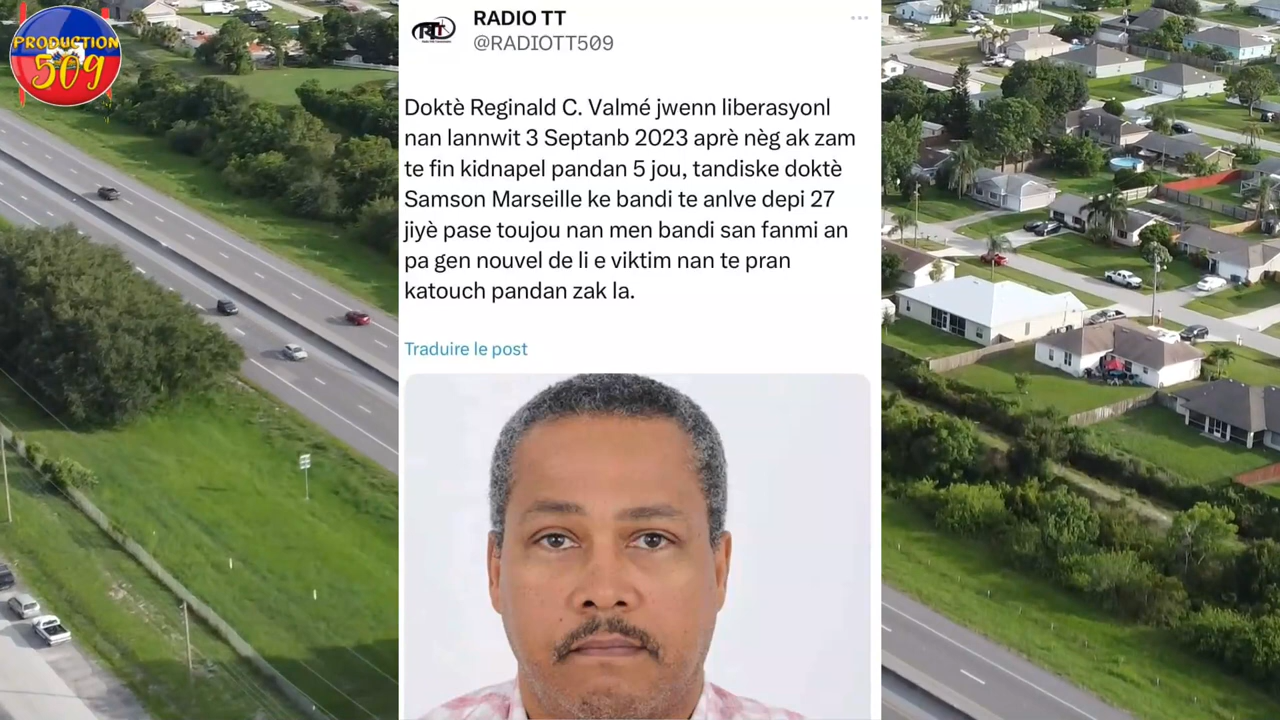 PRODUCTION
509
RTT
RADIO TT
@RADIOTT509
Doktè Reginald C. Valmé jwenn liberasyonl
nan lannwit 3 Septanb 2023 aprè nèg ak zam
te fin kidnapel pandan 5 jou, tandiske doktè
Samson Marseille ke bandi te anlve depi 27
jiyè pase toujou nan men bandi san fanmi an
pa gen nouvel de li e viktim nan te pran
katouch pandan zak la.
Traduire le post